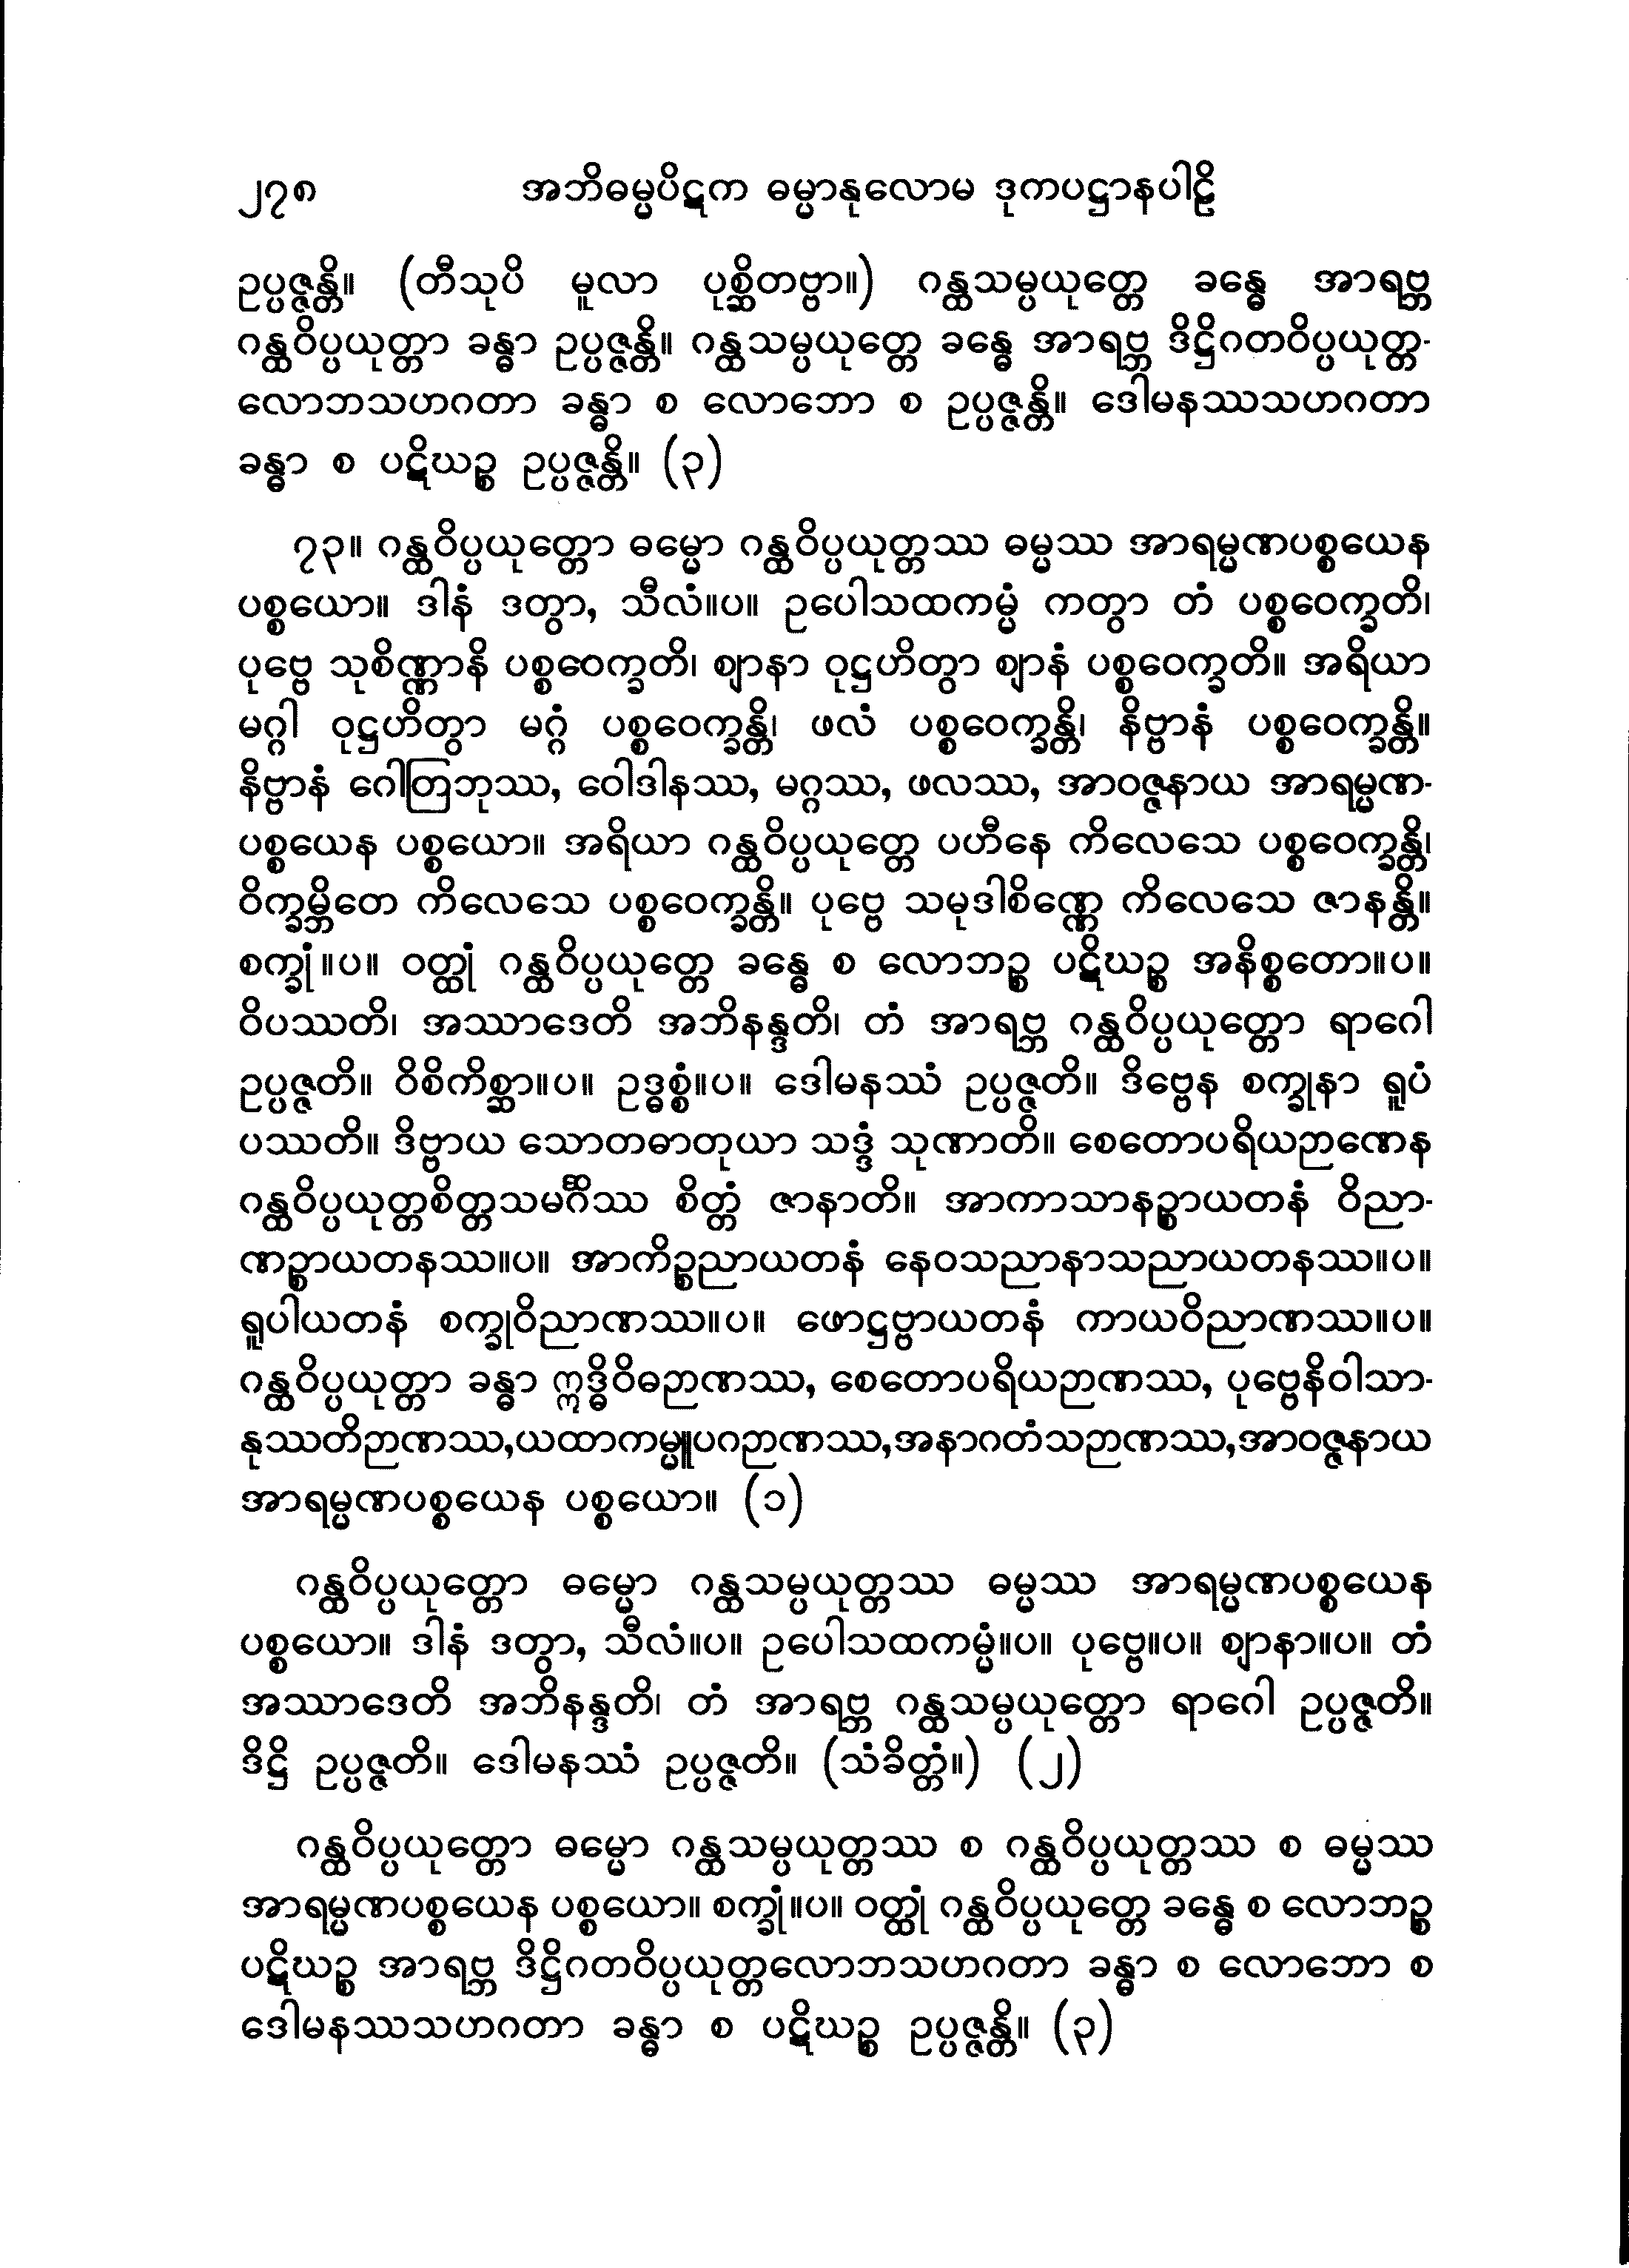 ၂၇၈ အဘိဓမ္မပိဋက ဓမ္မာနုလောမ ဒုကပဋ္ဌာနပါဠိ
ဥပ္ပဇ္ဇန္တိ။ (တီသုပိ မူလာ ပုစ္ဆိတဗ္ဗာ။) ဂန္ထသမ္ပယုတ္တေ ခန္ဓေ အာရဗ္ဘ
ဂန္ထဝိပ္ပယုတ္တာ ခန္ဓာ ဥပ္ပဇ္ဇန္တိ။ ဂန္ထသမ္ပယုတ္တေ ခန္ဓေ အာရဗ္ဘ ဒိဋ္ဌိဂတဝိပ္ပယုတ္တ-
လောဘသဟဂတာ ခန္ဓာ စ လောဘော စ ဥပ္ပဇ္ဇန္တိ။ ဒေါမနဿသဟဂတာ
ခန္ဓာ စ ပဋိဃဉ္စ ဥပ္ပဇ္ဇန္တိ။ (၃)
၇၃။ ဂန္ထဝိပ္ပယုတ္တော ဓမ္မော ဂန္ထဝိပ္ပယုတ္တဿ ဓမ္မဿ အာရမ္မဏပစ္စယေန
ပစ္စယော။ ဒါနံ ဒတွာ, သီလံ။ပ။ ဥပေါသထကမ္မံ ကတွာ တံ ပစ္စဝေက္ခတိ၊
ပုဗ္ဗေ သုစိဏ္ဏာနိ ပစ္စဝေက္ခတိ၊ ဈာနာ ဝုဋ္ဌဟိတွာ ဈာနံ ပစ္စဝေက္ခတိ။ အရိယာ
မဂ္ဂါ ဝုဋ္ဌဟိတွာ မဂ္ဂံ ပစ္စဝေက္ခန္တိ၊ ဖလံ ပစ္စဝေက္ခန္တိ၊ နိဗ္ဗာနံ ပစ္စဝေက္ခန္တိ။
နိဗ္ဗာနံ ဂေါတြဘုဿ, ဝေါဒါနဿ, မဂ္ဂဿ, ဖလဿ, အာဝဇ္ဇနာယ အာရမ္မဏ-
ပစ္စယေန ပစ္စယော။ အရိယာ ဂန္ထဝိပ္ပယုတ္တေ ပဟီနေ ကိလေသေ ပစ္စဝေက္ခန္တိ၊
ဝိက္ခမ္ဘိတေ ကိလေသေ ပစ္စဝေက္ခန္တိ။ ပုဗ္ဗေ သမုဒါစိဏ္ဏေ ကိလေသေ ဇာနန္တိ။
စက္ခုံ။ပ။ ဝတ္ထုံ ဂန္ထဝိပ္ပယုတ္တေ ခန္ဓေ စ လောဘဉ္စ ပဋိဃဉ္စ အနိစ္စတော။ပ။
ဝိပဿတိ၊ အဿာဒေတိ အဘိနန္ဒတိ၊ တံ အာရဗ္ဘ ဂန္ထဝိပ္ပယုတ္တော ရာဂေါ
ဥပ္ပဇ္ဇတိ။ ဝိစိကိစ္ဆာ။ပ။ ဥဒ္ဓစ္စံ။ပ။ ဒေါမနဿံ ဥပ္ပဇ္ဇတိ။ ဒိဗ္ဗေန စက္ခုနာ ရူပံ
ပဿတိ။ ဒိဗ္ဗာယ သောတဓာတုယာ သဒ္ဒံ သုဏာတိ။ စေတောပရိယဉာဏေန
ဂန္ထဝိပ္ပယုတ္တစိတ္တသမင်္ဂိဿ စိတ္တံ ဇာနာတိ။ အာကာသာနဉ္စာယတနံ ဝိညာ-
ဏဉ္စာယတနဿ။ပ။ အာကိဉ္စညာယတနံ နေဝသညာနာသညာယတနဿ။ပ။
ရူပါယတနံ စက္ခုဝိညာဏဿ။ပ။ ဖောဋ္ဌဗ္ဗာယတနံ ကာယဝိညာဏဿ။ပ။
ဂန္ထဝိပ္ပယုတ္တာ ခန္ဓာ ဣဒ္ဓိဝိဓဉာဏဿ, စေတောပရိယဉာဏဿ, ပုဗ္ဗေနိဝါသာ-
နုဿတိဉာဏဿ,ယထာကမ္မူပဂဉာဏဿ,အနာဂတံသဉာဏဿ,အာဝဇ္ဇနာယ
အာရမ္မဏပစ္စယေန ပစ္စယော။ (၁)
ဂန္ထဝိပ္ပယုတ္တော ဓမ္မော ဂန္ထသမ္ပယုတ္တဿ ဓမ္မဿ အာရမ္မဏပစ္စယေန
ပစ္စယော။ ဒါနံ ဒတွာ, သီလံ။ပ။ ဥပေါသထကမ္မံ။ပ။ ပုဗ္ဗေ။ပ။ ဈာနာ။ပ။ တံ
အဿာဒေတိ အဘိနန္ဒတိ၊ တံ အာရဗ္ဘ ဂန္ထသမ္ပယုတ္တော ရာဂေါ ဥပ္ပဇ္ဇတိ။
ဒိဋ္ဌိ ဥပ္ပဇ္ဇတိ။ ဒေါမနဿံ ဥပ္ပဇ္ဇတိ။ (သံခိတ္တံ။) (၂)
ဂန္ထဝိပ္ပယုတ္တော ဓမ္မော ဂန္ထသမ္ပယုတ္တဿ စ ဂန္ထဝိပ္ပယုတ္တဿ စ ဓမ္မဿ
အာရမ္မဏပစ္စယေန ပစ္စယော။ စက္ခုံ။ပ။ ဝတ္ထုံ ဂန္ထဝိပ္ပယုတ္တေ ခန္ဓေ စ လောဘဉ္စ
ပဋိဃဉ္စ အာရဗ္ဘ ဒိဋ္ဌိဂတဝိပ္ပယုတ္တလောဘသဟဂတာ ခန္ဓာ စ လောဘော စ
ဒေါမနဿသဟဂတာ ခန္ဓာ စ ပဋိဃဉ္စ ဥပ္ပဇ္ဇန္တိ။ (၃)